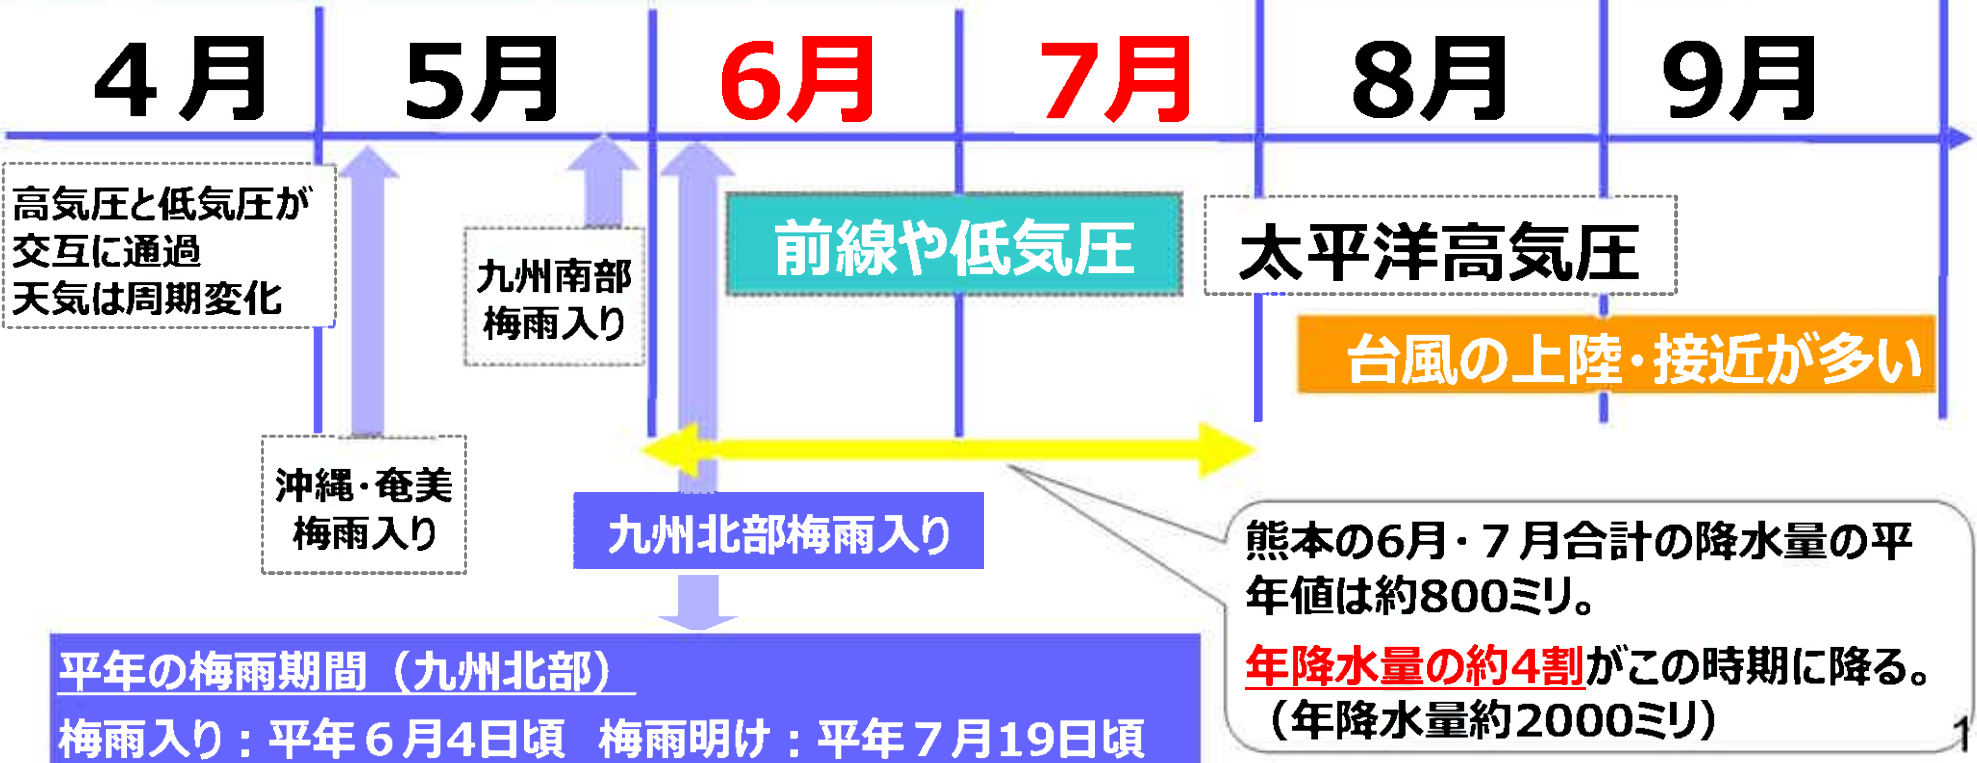 4月 5月 6月 7月 8月 9月
高気圧と低気圧が
交互に通過
天気は周期変化
九州南部
梅雨入り
前線や低気圧
太平洋高気圧
台風の上陸・接近が多い
沖縄・奄美
梅雨入り
九州北部梅雨入り
熊本の6月・７月合計の降水量の平
年値は約800ミリ。
年降水量の約4割がこの時期に降る。
（年降水量約2000ミリ）
平年の梅雨期間（九州北部）
梅雨入り：平年６月4日頃 梅雨明け：平年７月19日頃
1